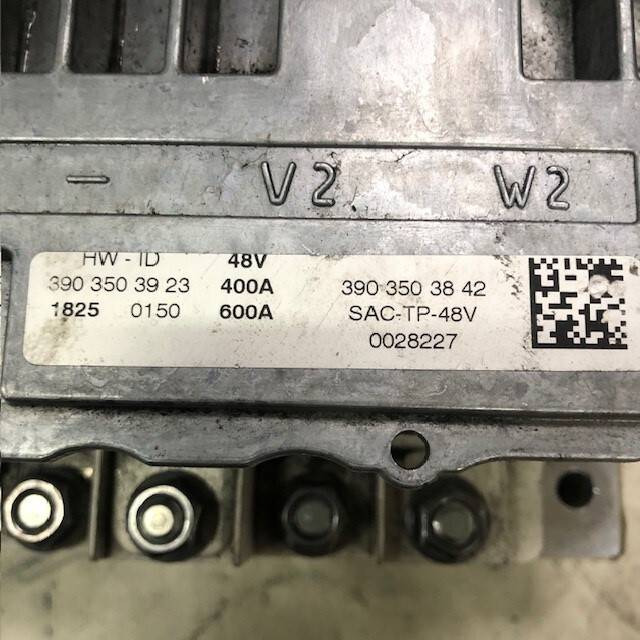 — V2 W2
HW-ID 48V
390 350 39 23 400A 390 350 38 42
1825 0150 600A SAC-TP-48V
0028227